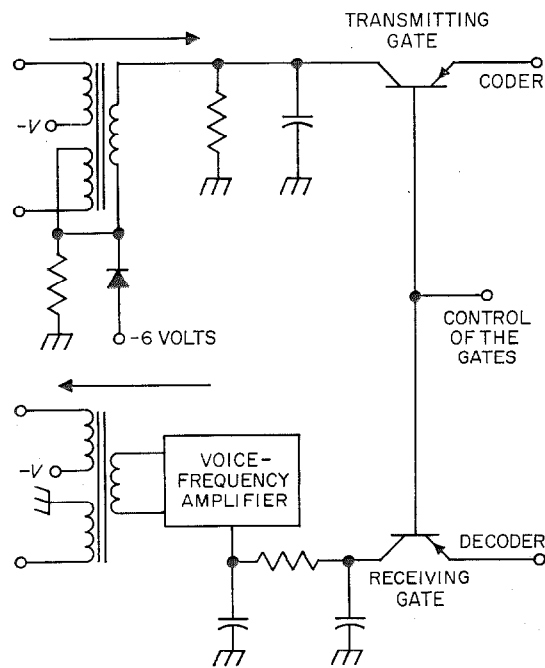 TRANSMITTING
GATE
CODER
-V
-6 VOLTS
CONTROL
OF THE
GATES
-V
VOICE-
FREQUENCY
AMPLIFIER
DECODER
RECEIVING
GATE